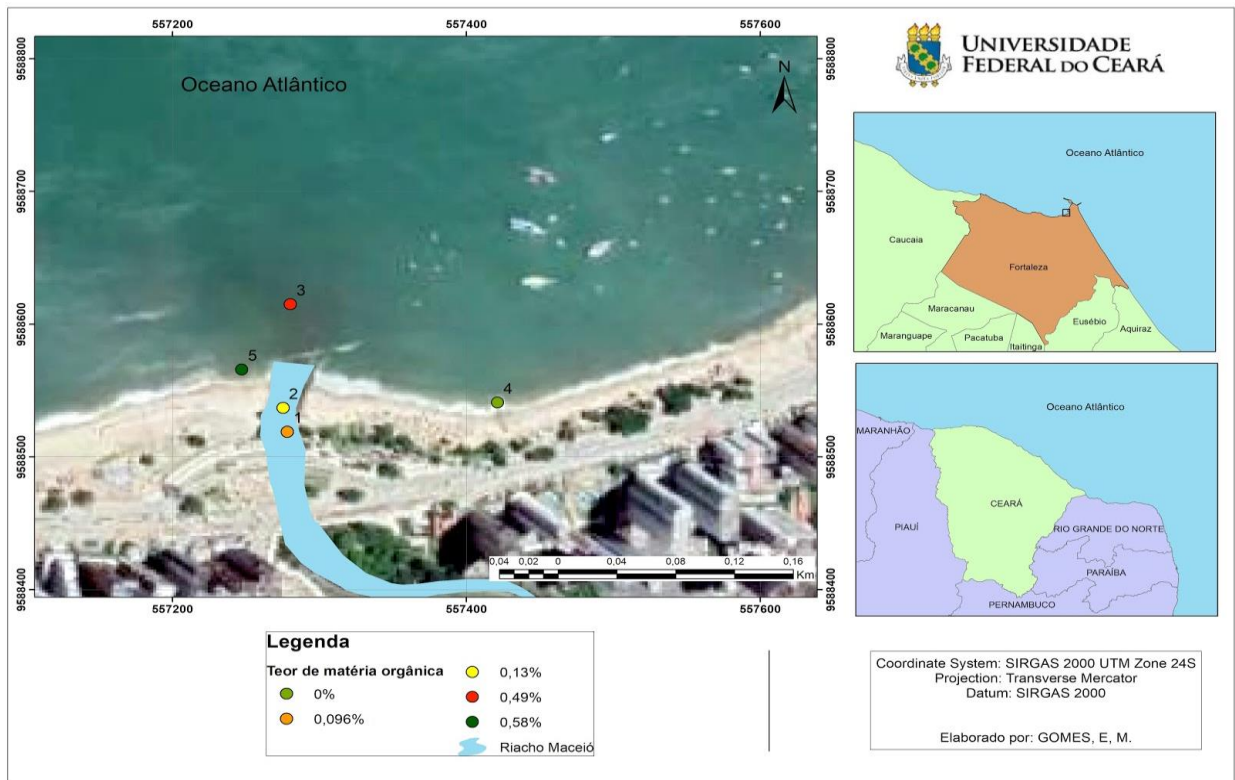 557200 557400 557600
9588800 9588800
Oceano Atlântico
N
9588700 9588700
3
9588600 9588600
5
4
2
1
9588500 9588500
0,04 0,02 0 0,04 0,08 0,12 0,16
Km
9588400 9588400
557200 557400 557600
UNIVERSIDADE
FEDERAL DO CEARÁ
Oceano Atlântico
Caucaia
Fortaleza
Maracanau
Eusébio
Aquiraz
Maranguape
Pacatuba
Itaitinga
Oceano Atlântico
MARANHÃO
CEARÁ
PIAUÍ
RIO GRANDE DO NORTE
PARAÍBA
PERNAMBUCO
Legenda
Teor de matéria orgânica
0%
0,096%
0,13%
0,49%
0,58%
Riacho Maceió
Coordinate System: SIRGAS 2000 UTM Zone 24S
Projection: Transverse Mercator
Datum: SIRGAS 2000
Elaborado por: GOMES, E, M.